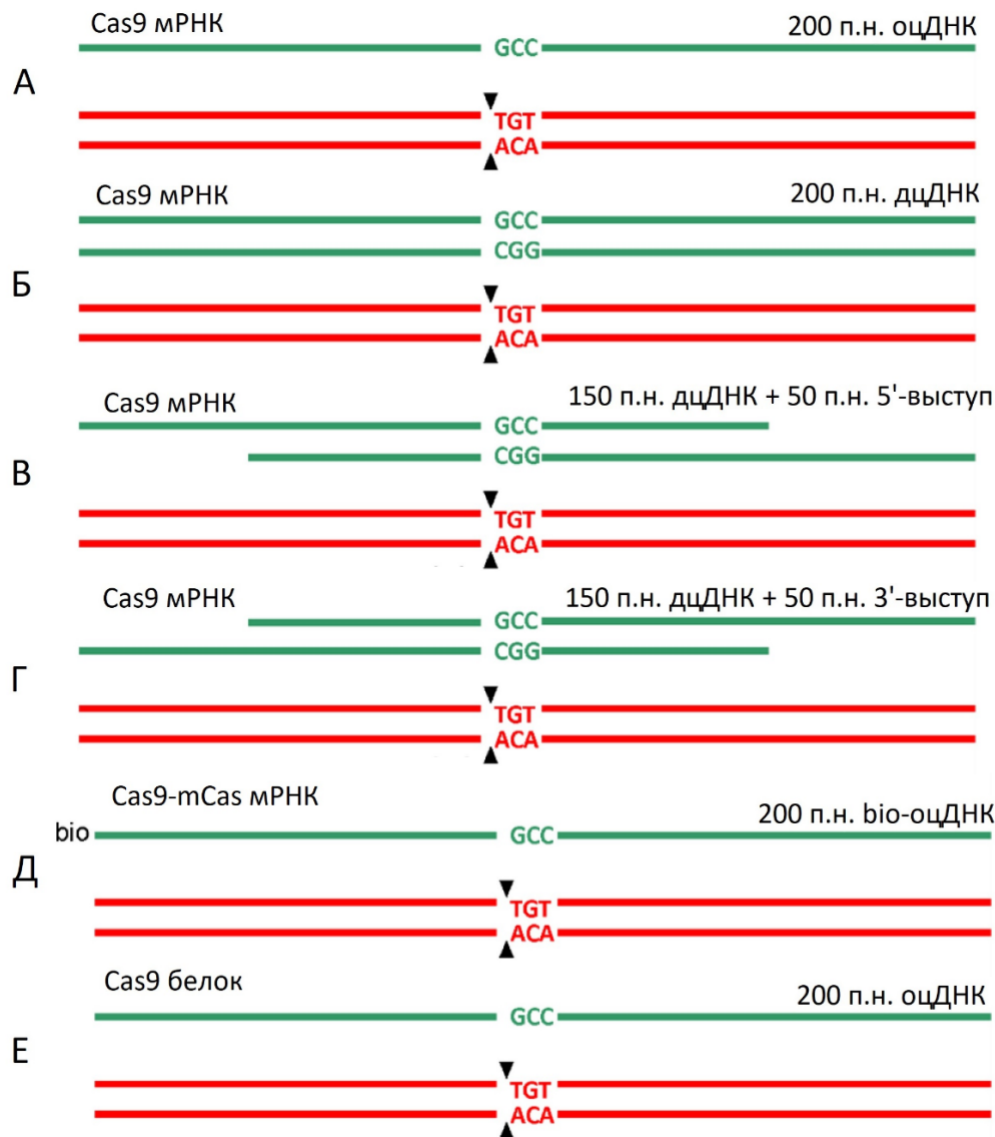 Cas9 мРНК 200 п.н. оцДНК
GCC
А
TGT
ACA
Cas9 мРНК 200 п.н. дцДНК
GCC
CGG
Б
TGT
ACA
Cas9 мРНК 150 п.н. дцДНК + 50 п.н. 5'-выступ
GCC
CGG
В
TGT
ACA
Cas9 мРНК 150 п.н. дцДНК + 50 п.н. 3'-выступ
GCC
CGG
Г
TGT
ACA
Cas9-mCas мРНК 200 п.н. bio-оцДНК
bio GCC
Д
TGT
ACA
Cas9 белок 200 п.н. оцДНК
GCC
Е
TGT
ACA